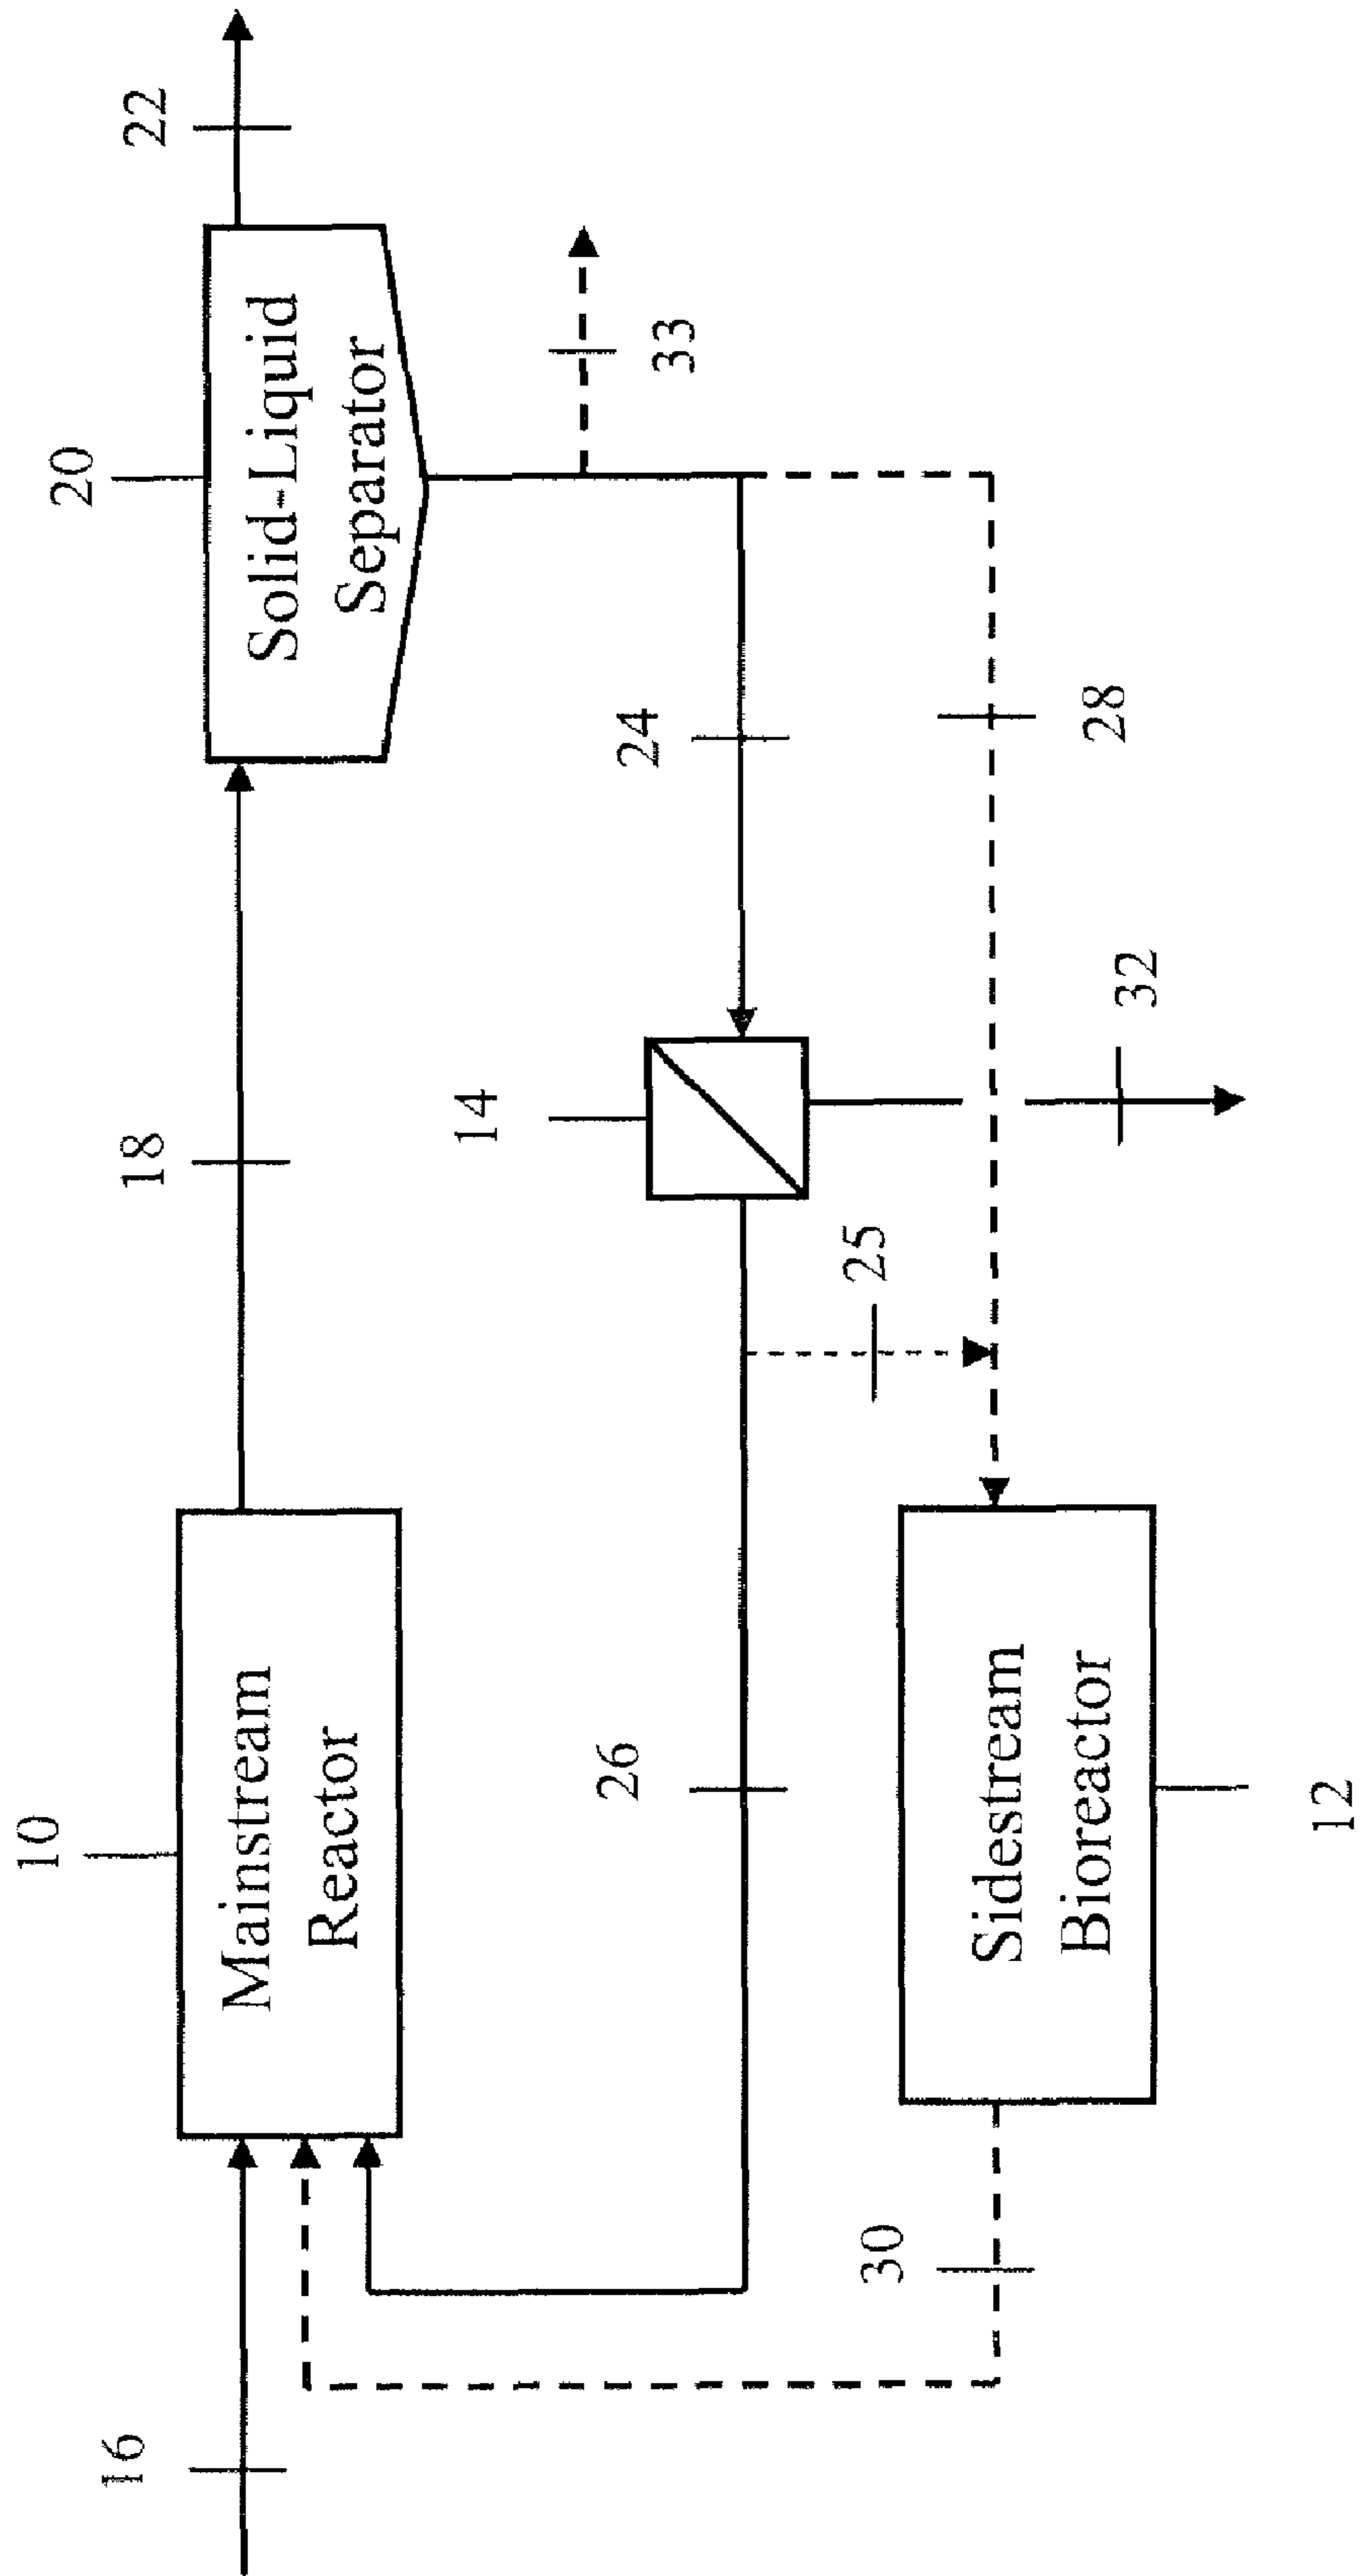 10
Mainstream
Reactor
16
18
20
Solid-Liquid
Separator
22
33
24
14
25
26
28
32
30
Sidestream
Bioreactor
12